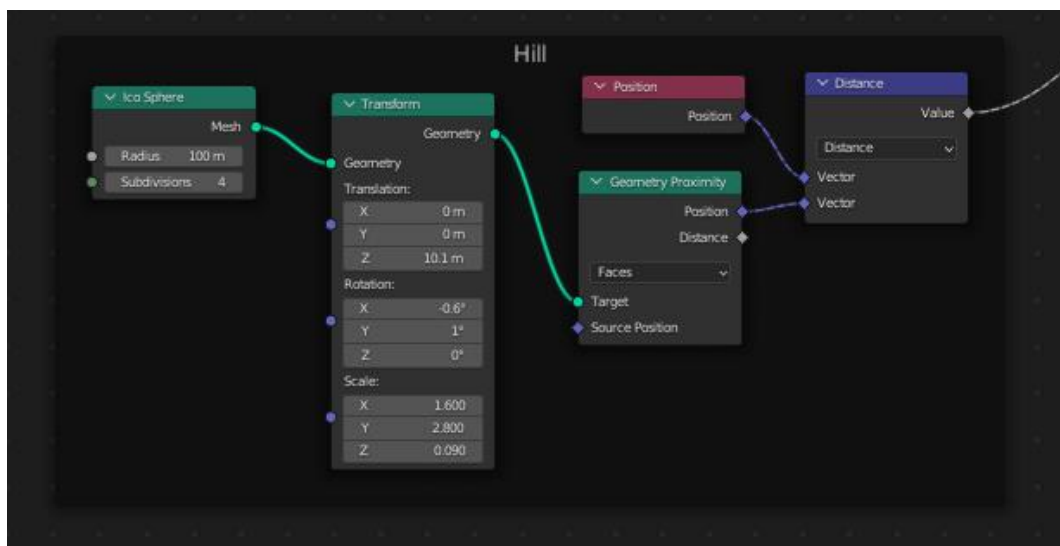 Hill
Ico Sphere
Mesh
Radius 100 m
Subdivisions 4
Transform
Geometry
Geometry
Translation:
X 0 m
Y 0 m
Z 10.1 m
Rotation:
X -0.6°
Y 1°
Z 0°
Scale:
X 1.600
Y 2.800
Z 0.090
Position
Position
Geometry Proximity
Position
Distance
Faces
Target
Source Position
Distance
Value
Distance
Vector
Vector